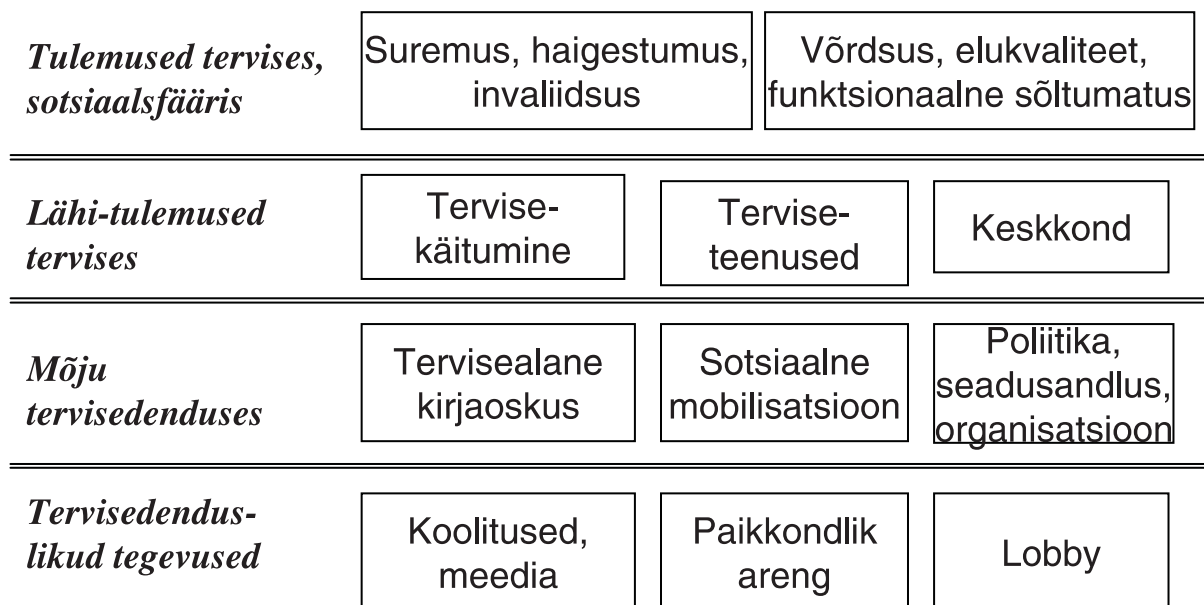 Tulemused tervises,
sotsiaalsfääris
Suremus, haigestumus,
invaliidsus
Võrdsus, elukvaliteet,
funktsionaalne sõltumatus
Lähi-tulemused
tervises
Tervise-
käitumine
Tervise-
teenused
Keskkond
Mõju
tervisedenduses
Tervisealane
kirjaoskus
Sotsiaalne
mobilisatsioon
Poliitika,
seadusandlus,
organisatsioon
Tervisedendus-
likud tegevused
Koolitused,
meedia
Paikkondlik
areng
Lobby